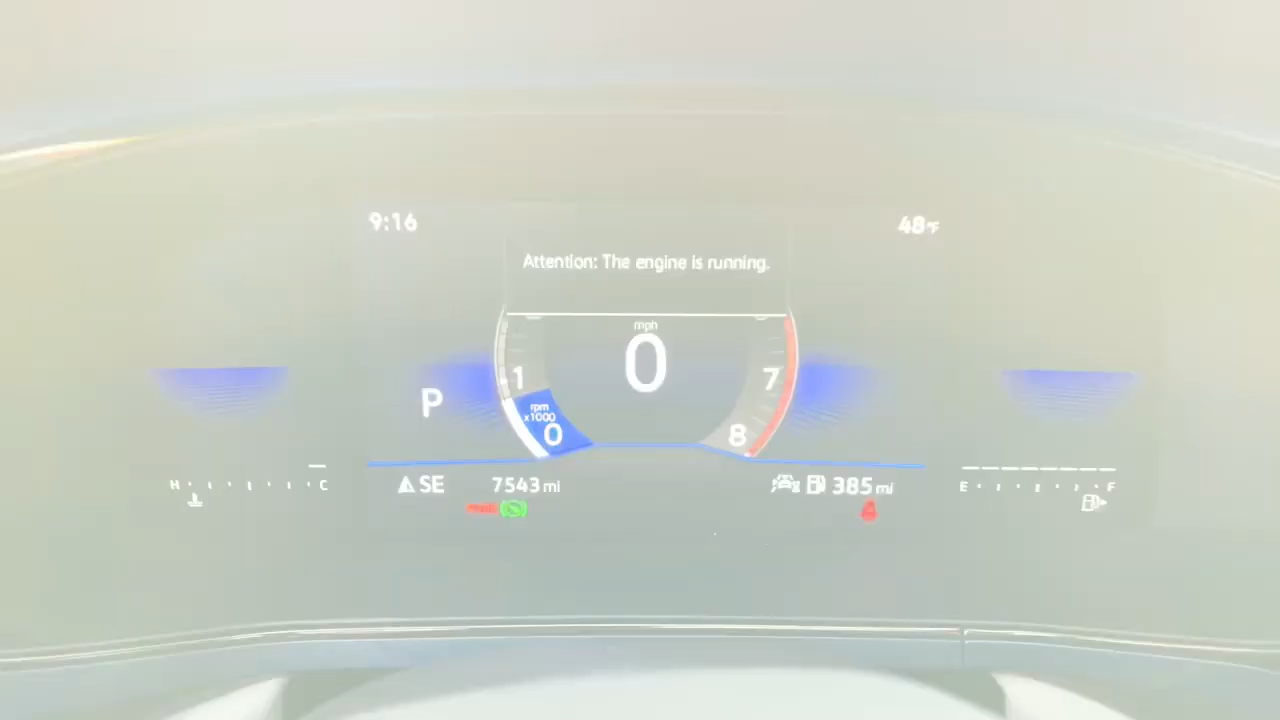 9:16
48°F
Attention: The engine is running.
mph
0
1
7
P
rpm
x1000
0
8
SE
7543 mi
385 mi
H
C
E
F